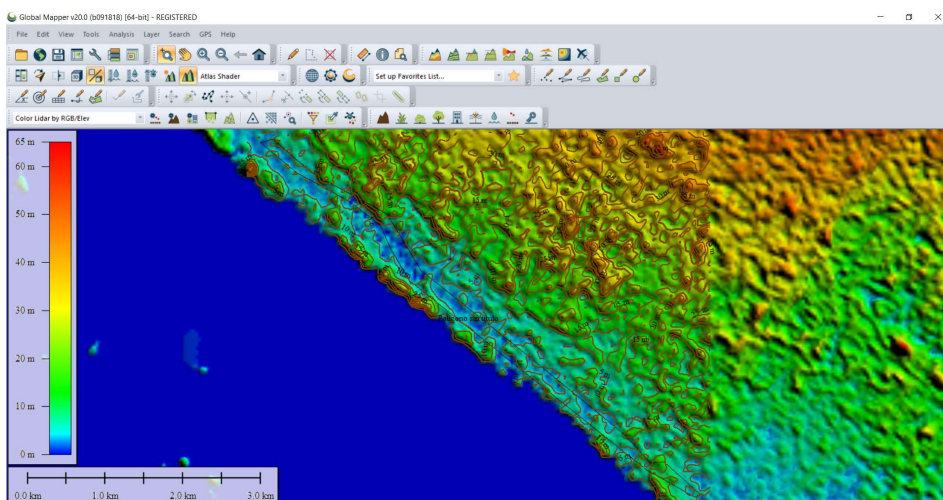 Global Mapper v20.0 (b091818) [64-bit] - REGISTERED
File Edit View Tools Analysis Layer Search GPS Help
Atlas Shader
Set up Favorites List...
Color Lidar by RGB/Elev
65 m
60 m
50 m
40 m
30 m
20 m
10 m
0 m
15 m
15 m
0.0 km 1.0 km 2.0 km 3.0 km